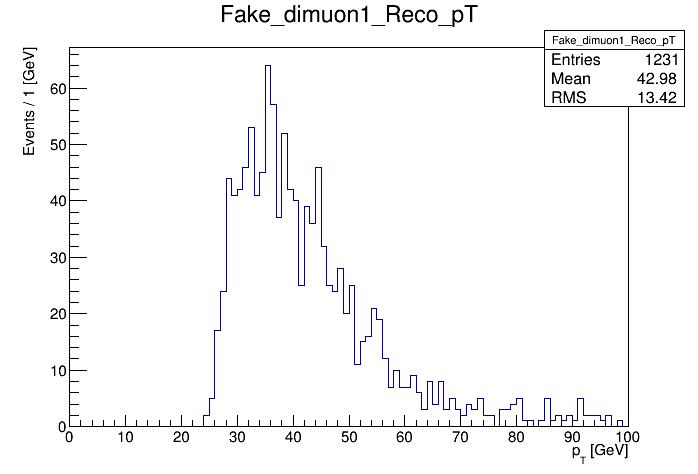 Fake_dimuon1_Reco_pT
Fake_dimuon1_Reco_pT
Entries 1231
Mean 42.98
RMS 13.42
Events / 1 [GeV]
60
50
40
30
20
10
0
0 10 20 30 40 50 60 70 80 90 100
p_T [GeV]